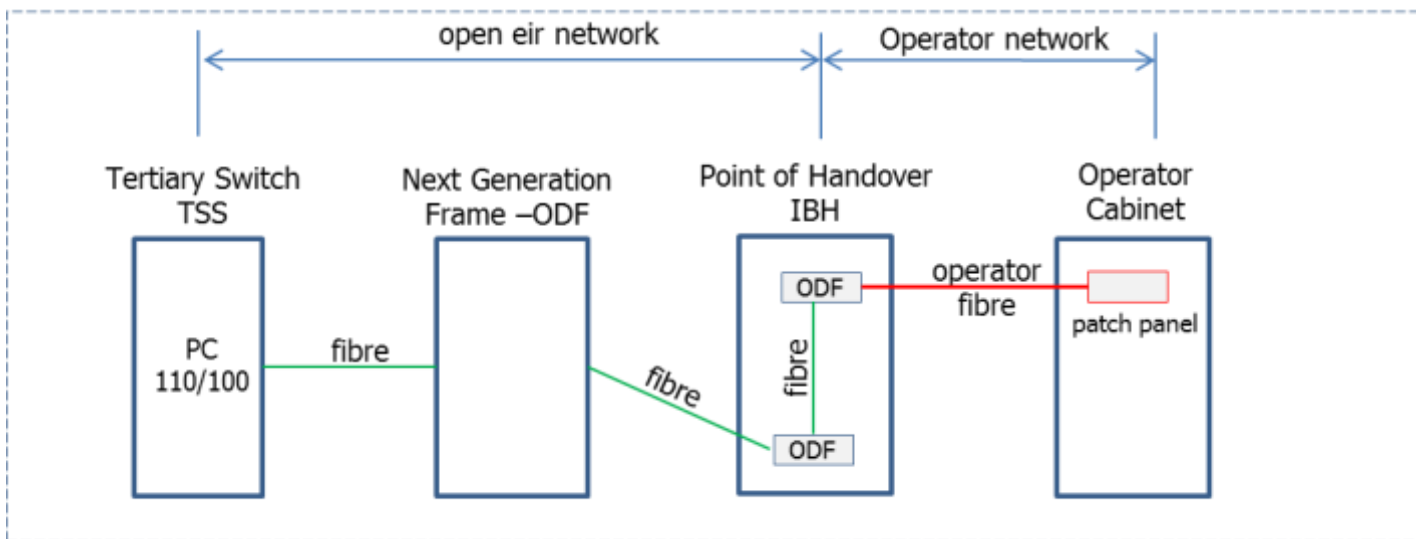 open eir network
Operator network
Tertiary Switch
TSS
Next Generation
Frame –ODF
Point of Handover
IBH
Operator
Cabinet
PC
110/100
fibre
fibre
ODF
fibre
ODF
operator
fibre
patch panel